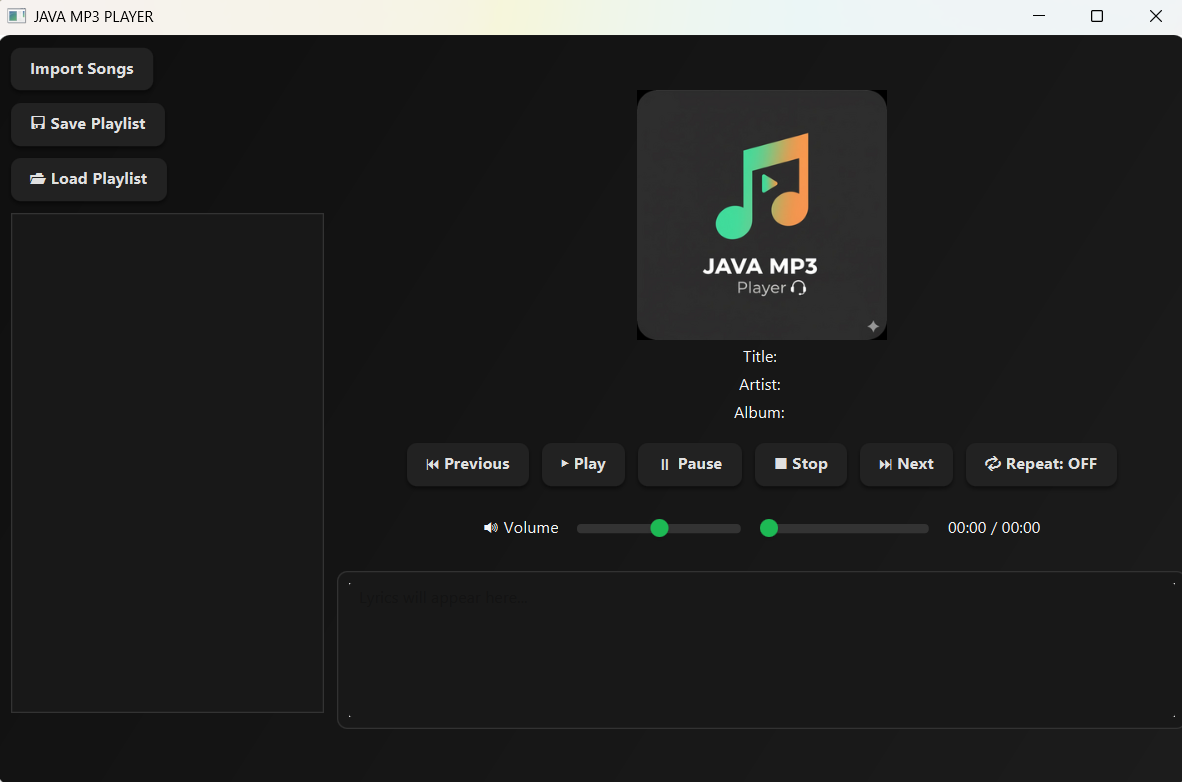 JAVA MP3 PLAYER
Import Songs
Save Playlist
Load Playlist
JAVA MP3
Player
Title:
Artist:
Album:
Previous
Play
Pause
Stop
Next
Repeat: OFF
Volume
00:00 / 00:00
Lyrics will appear here...